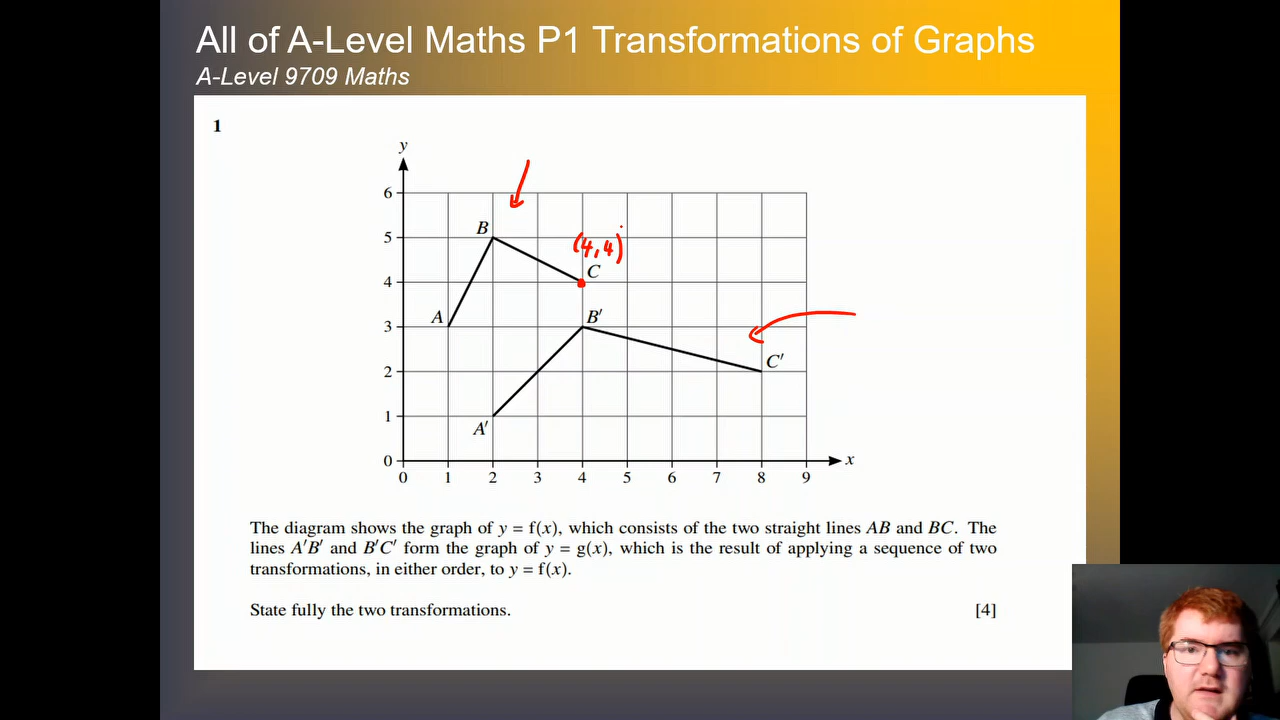 All of A-Level Maths P1 Transformations of Graphs
A-Level 9709 Maths
1
y
6
5
4
3
2
1
0
B
(4,4)
C
A
B′
C′
A′
0 1 2 3 4 5 6 7 8 9
x
The diagram shows the graph of y = f(x), which consists of the two straight lines AB and BC. The
lines A′B′ and B′C′ form the graph of y = g(x), which is the result of applying a sequence of two
transformations, in either order, to y = f(x).
State fully the two transformations. [4]